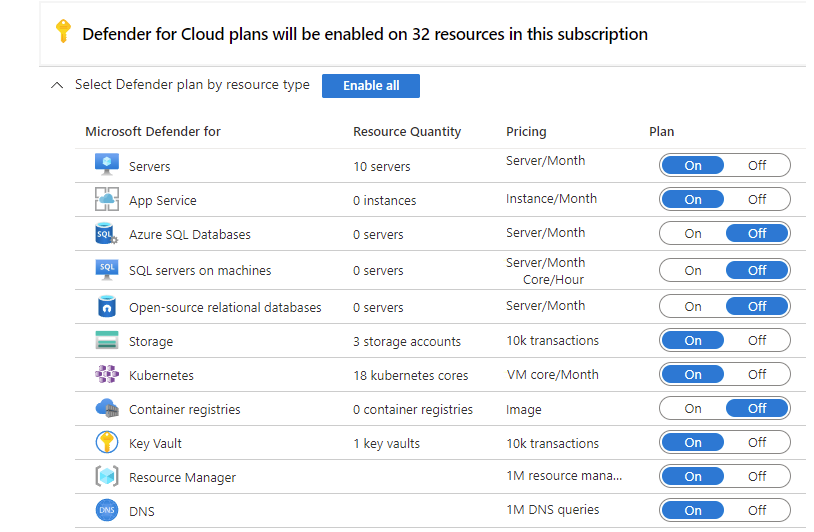 Defender for Cloud plans will be enabled on 32 resources in this subscription
Select Defender plan by resource type Enable all
Microsoft Defender for Resource Quantity Pricing Plan
Servers 10 servers Server/Month On Off
App Service 0 instances Instance/Month On Off
SQL Azure SQL Databases 0 servers Server/Month On Off
SQL SQL servers on machines 0 servers Server/Month On Off
Core/Hour
Open-source relational databases 0 servers Server/Month On Off
Storage 3 storage accounts 10k transactions On Off
Kubernetes 18 kubernetes cores VM core/Month On Off
Container registries 0 container registries Image On Off
Key Vault 1 key vaults 10k transactions On Off
Resource Manager 1M resource mana... On Off
DNS DNS 1M DNS queries On Off